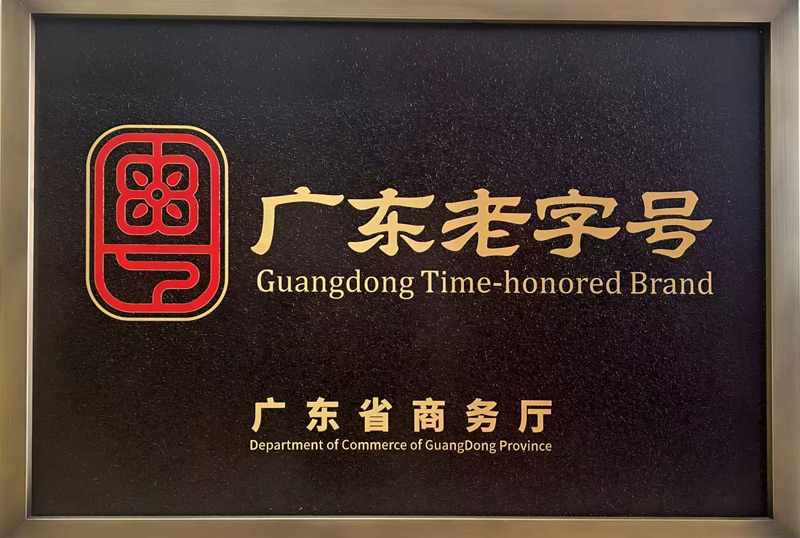 广东老字号
Guangdong Time-honored Brand
广东省商务厅
Department of Commerce of GuangDong Province